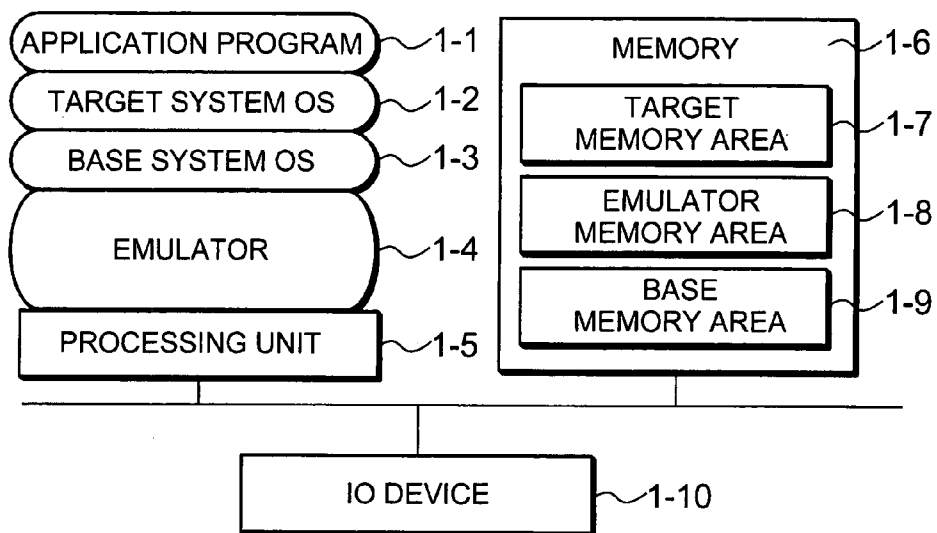 APPLICATION PROGRAM 1-1
TARGET SYSTEM OS 1-2
BASE SYSTEM OS 1-3
EMULATOR 1-4
PROCESSING UNIT 1-5
MEMORY 1-6
TARGET
MEMORY AREA 1-7
EMULATOR
MEMORY AREA 1-8
BASE
MEMORY AREA 1-9
IO DEVICE 1-10